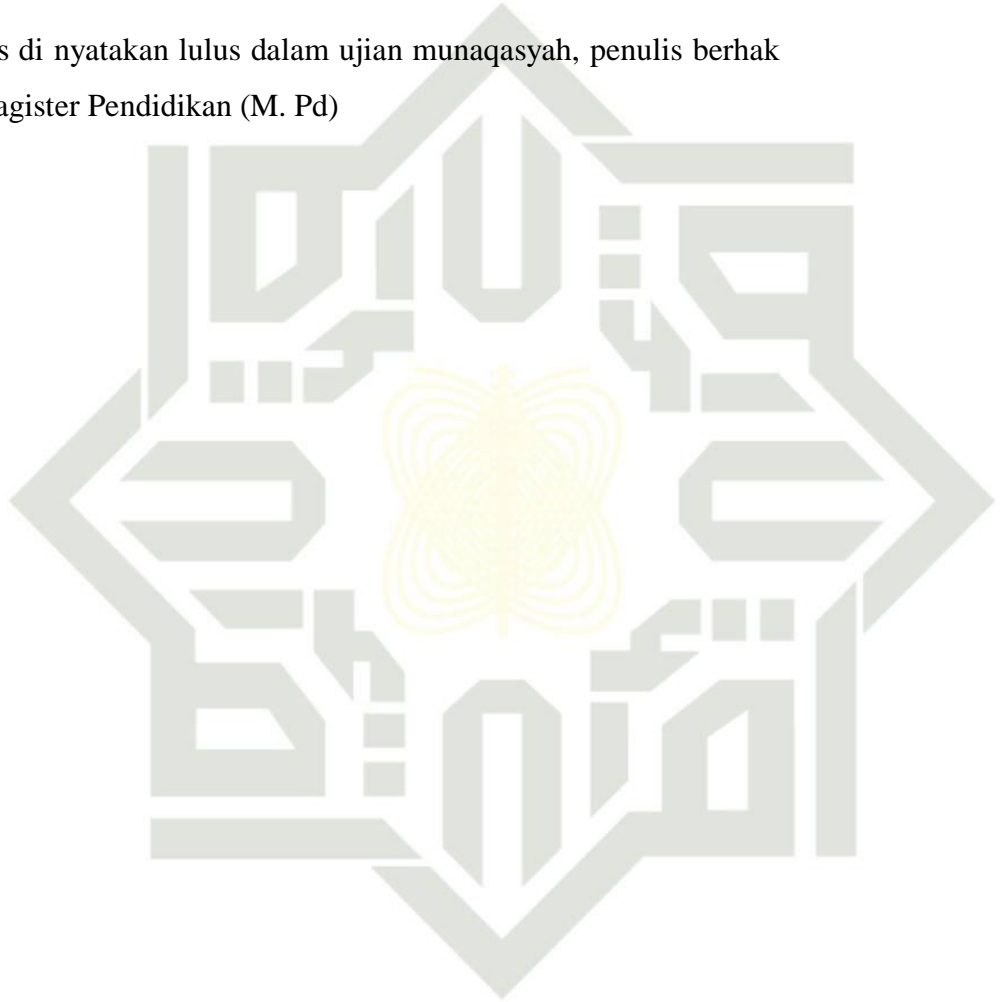 s di nyatakan lulus dalam ujian munaqasyah, penulis berhak
agister Pendidikan (M. Pd)